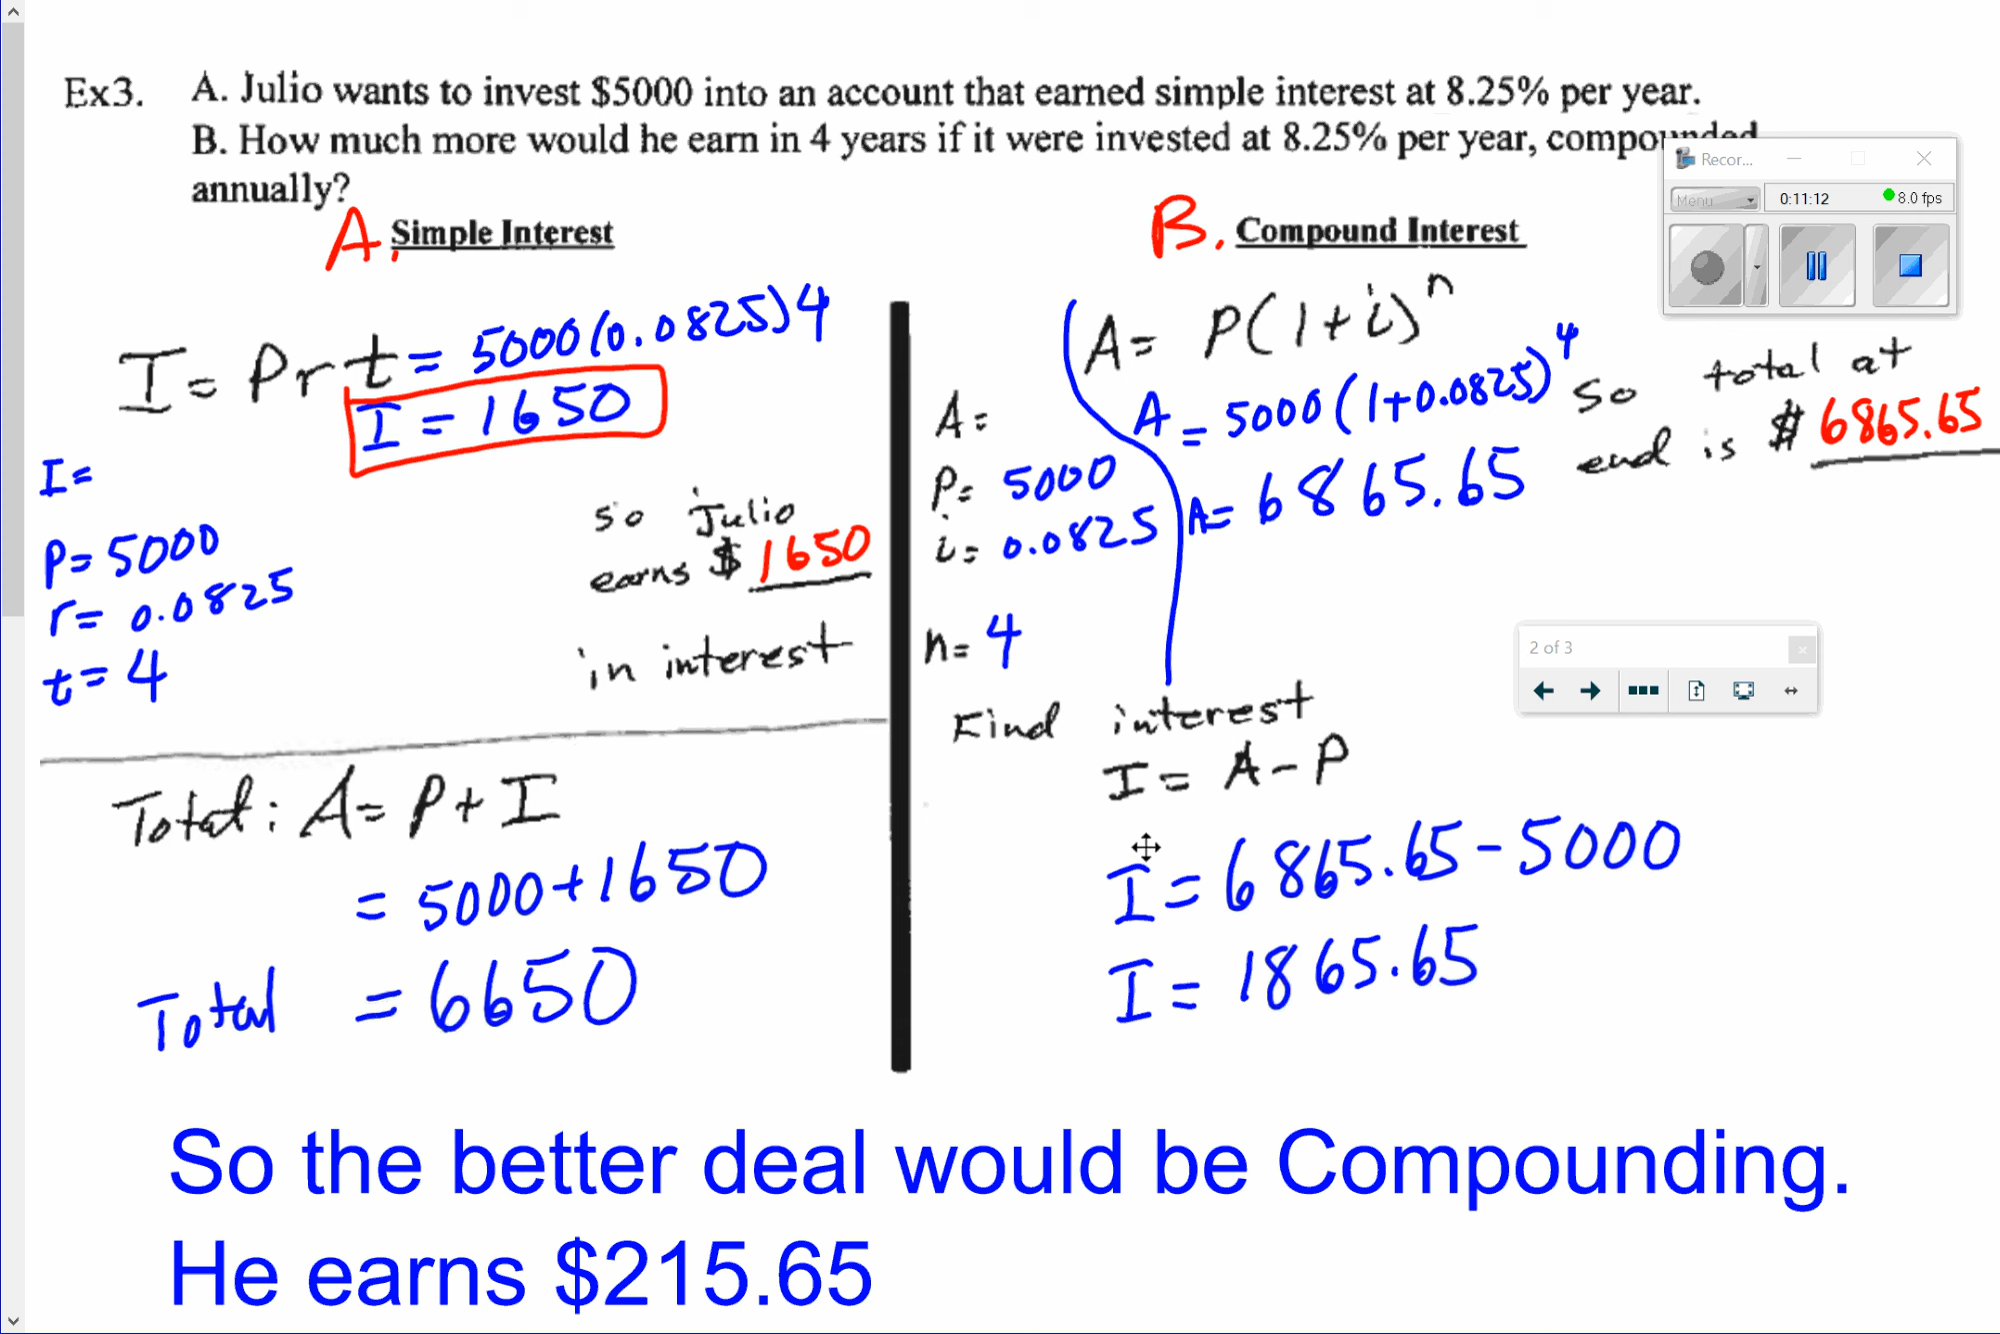 Ex3. A. Julio wants to invest $5000 into an account that earned simple interest at 8.25% per year.
B. How much more would he earn in 4 years if it were invested at 8.25% per year, compounded
annually?
Recor...
Menu
0:11:12
8.0 fps
A. Simple Interest
I = Prt = 5000(0.0825)4
I = 1650
I =
P = 5000
r = 0.0825
t = 4
so Julio
earns $ 1650
in interest
Total: A = P + I
= 5000 + 1650
Total = 6650
B. Compound Interest
A = P(1+i)^n
A = 5000(1+0.0825)^4
A = 6865.65
so total at
end is $ 6865.65
A =
P = 5000
i = 0.0825
n = 4
2 of 3
Find interest
I = A - P
I = 6865.65 - 5000
I = 1865.65
So the better deal would be Compounding.
He earns $215.65